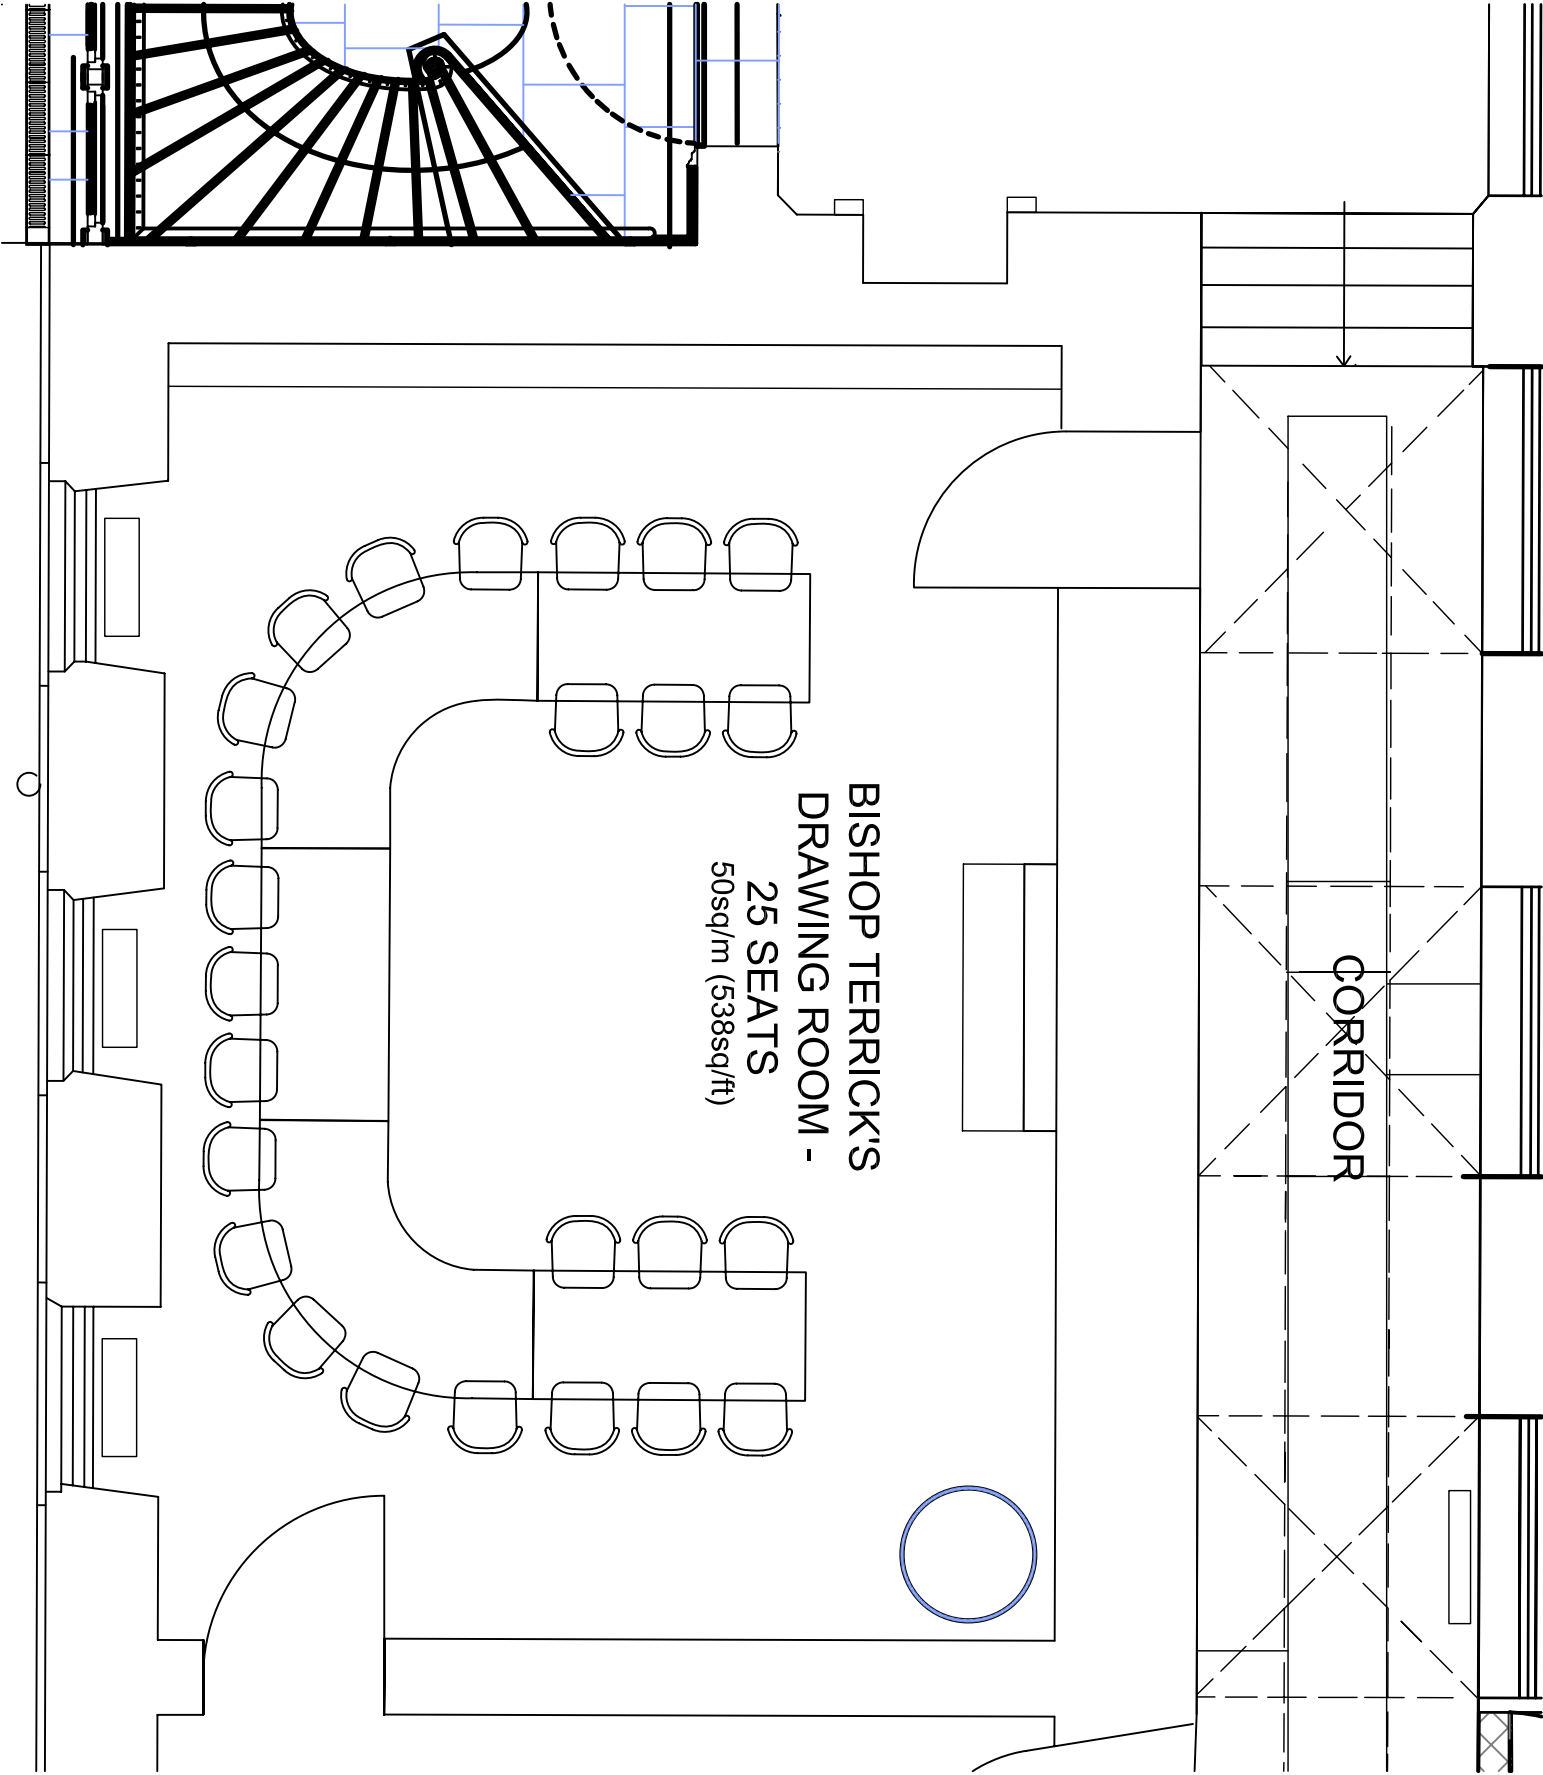 BISHOP TERRICK'S
DRAWING ROOM -
25 SEATS
50sq/m (538sq/ft)
CORRIDOR